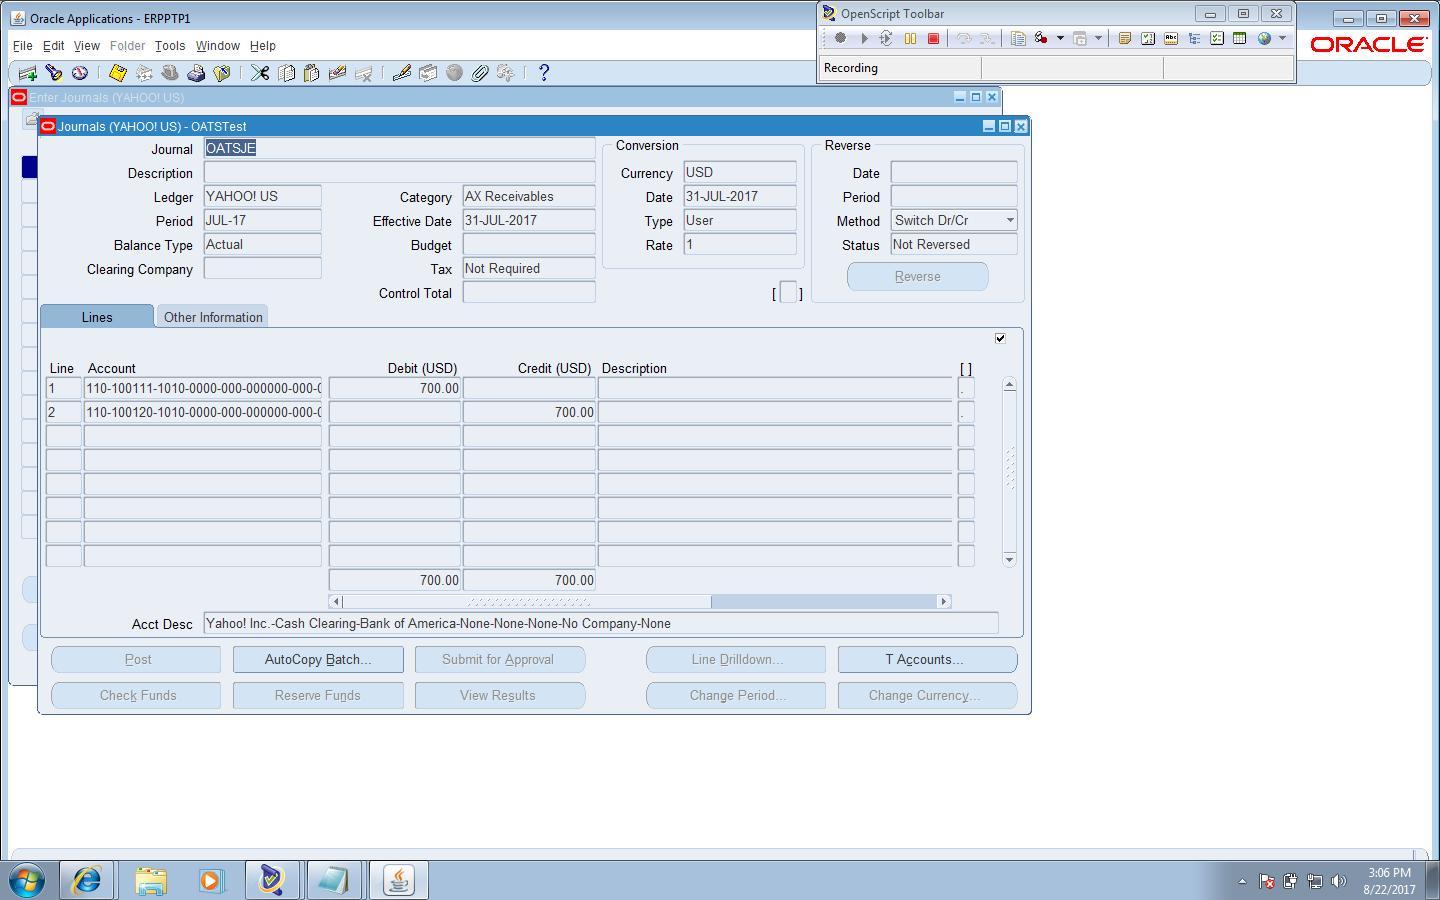 Oracle Applications - ERPPTP1
OpenScript Toolbar
File Edit View Folder Tools Window Help
ORACLE
Recording
Enter Journals (YAHOO! US)
Journals (YAHOO! US) - OATSTest
Journal OATSJE
Description
Ledger YAHOO! US
Category AX Receivables
Period JUL-17
Effective Date 31-JUL-2017
Balance Type Actual
Budget
Clearing Company
Tax Not Required
Control Total
Conversion
Currency USD
Date 31-JUL-2017
Type User
Rate 1
Reverse
Date
Period
Method Switch Dr/Cr
Status Not Reversed
Reverse
[ ]
Lines Other Information
Line Account Debit (USD) Credit (USD) Description [ ]
1 110-100111-1010-0000-000-000000-000-0 700.00 .
2 110-100120-1010-0000-000-000000-000-0 700.00 .
700.00 700.00
Acct Desc Yahoo! Inc.-Cash Clearing-Bank of America-None-None-None-No Company-None
Post AutoCopy Batch... Submit for Approval Line Drilldown... T Accounts...
Check Funds Reserve Funds View Results Change Period... Change Currency...
3:06 PM
8/22/2017